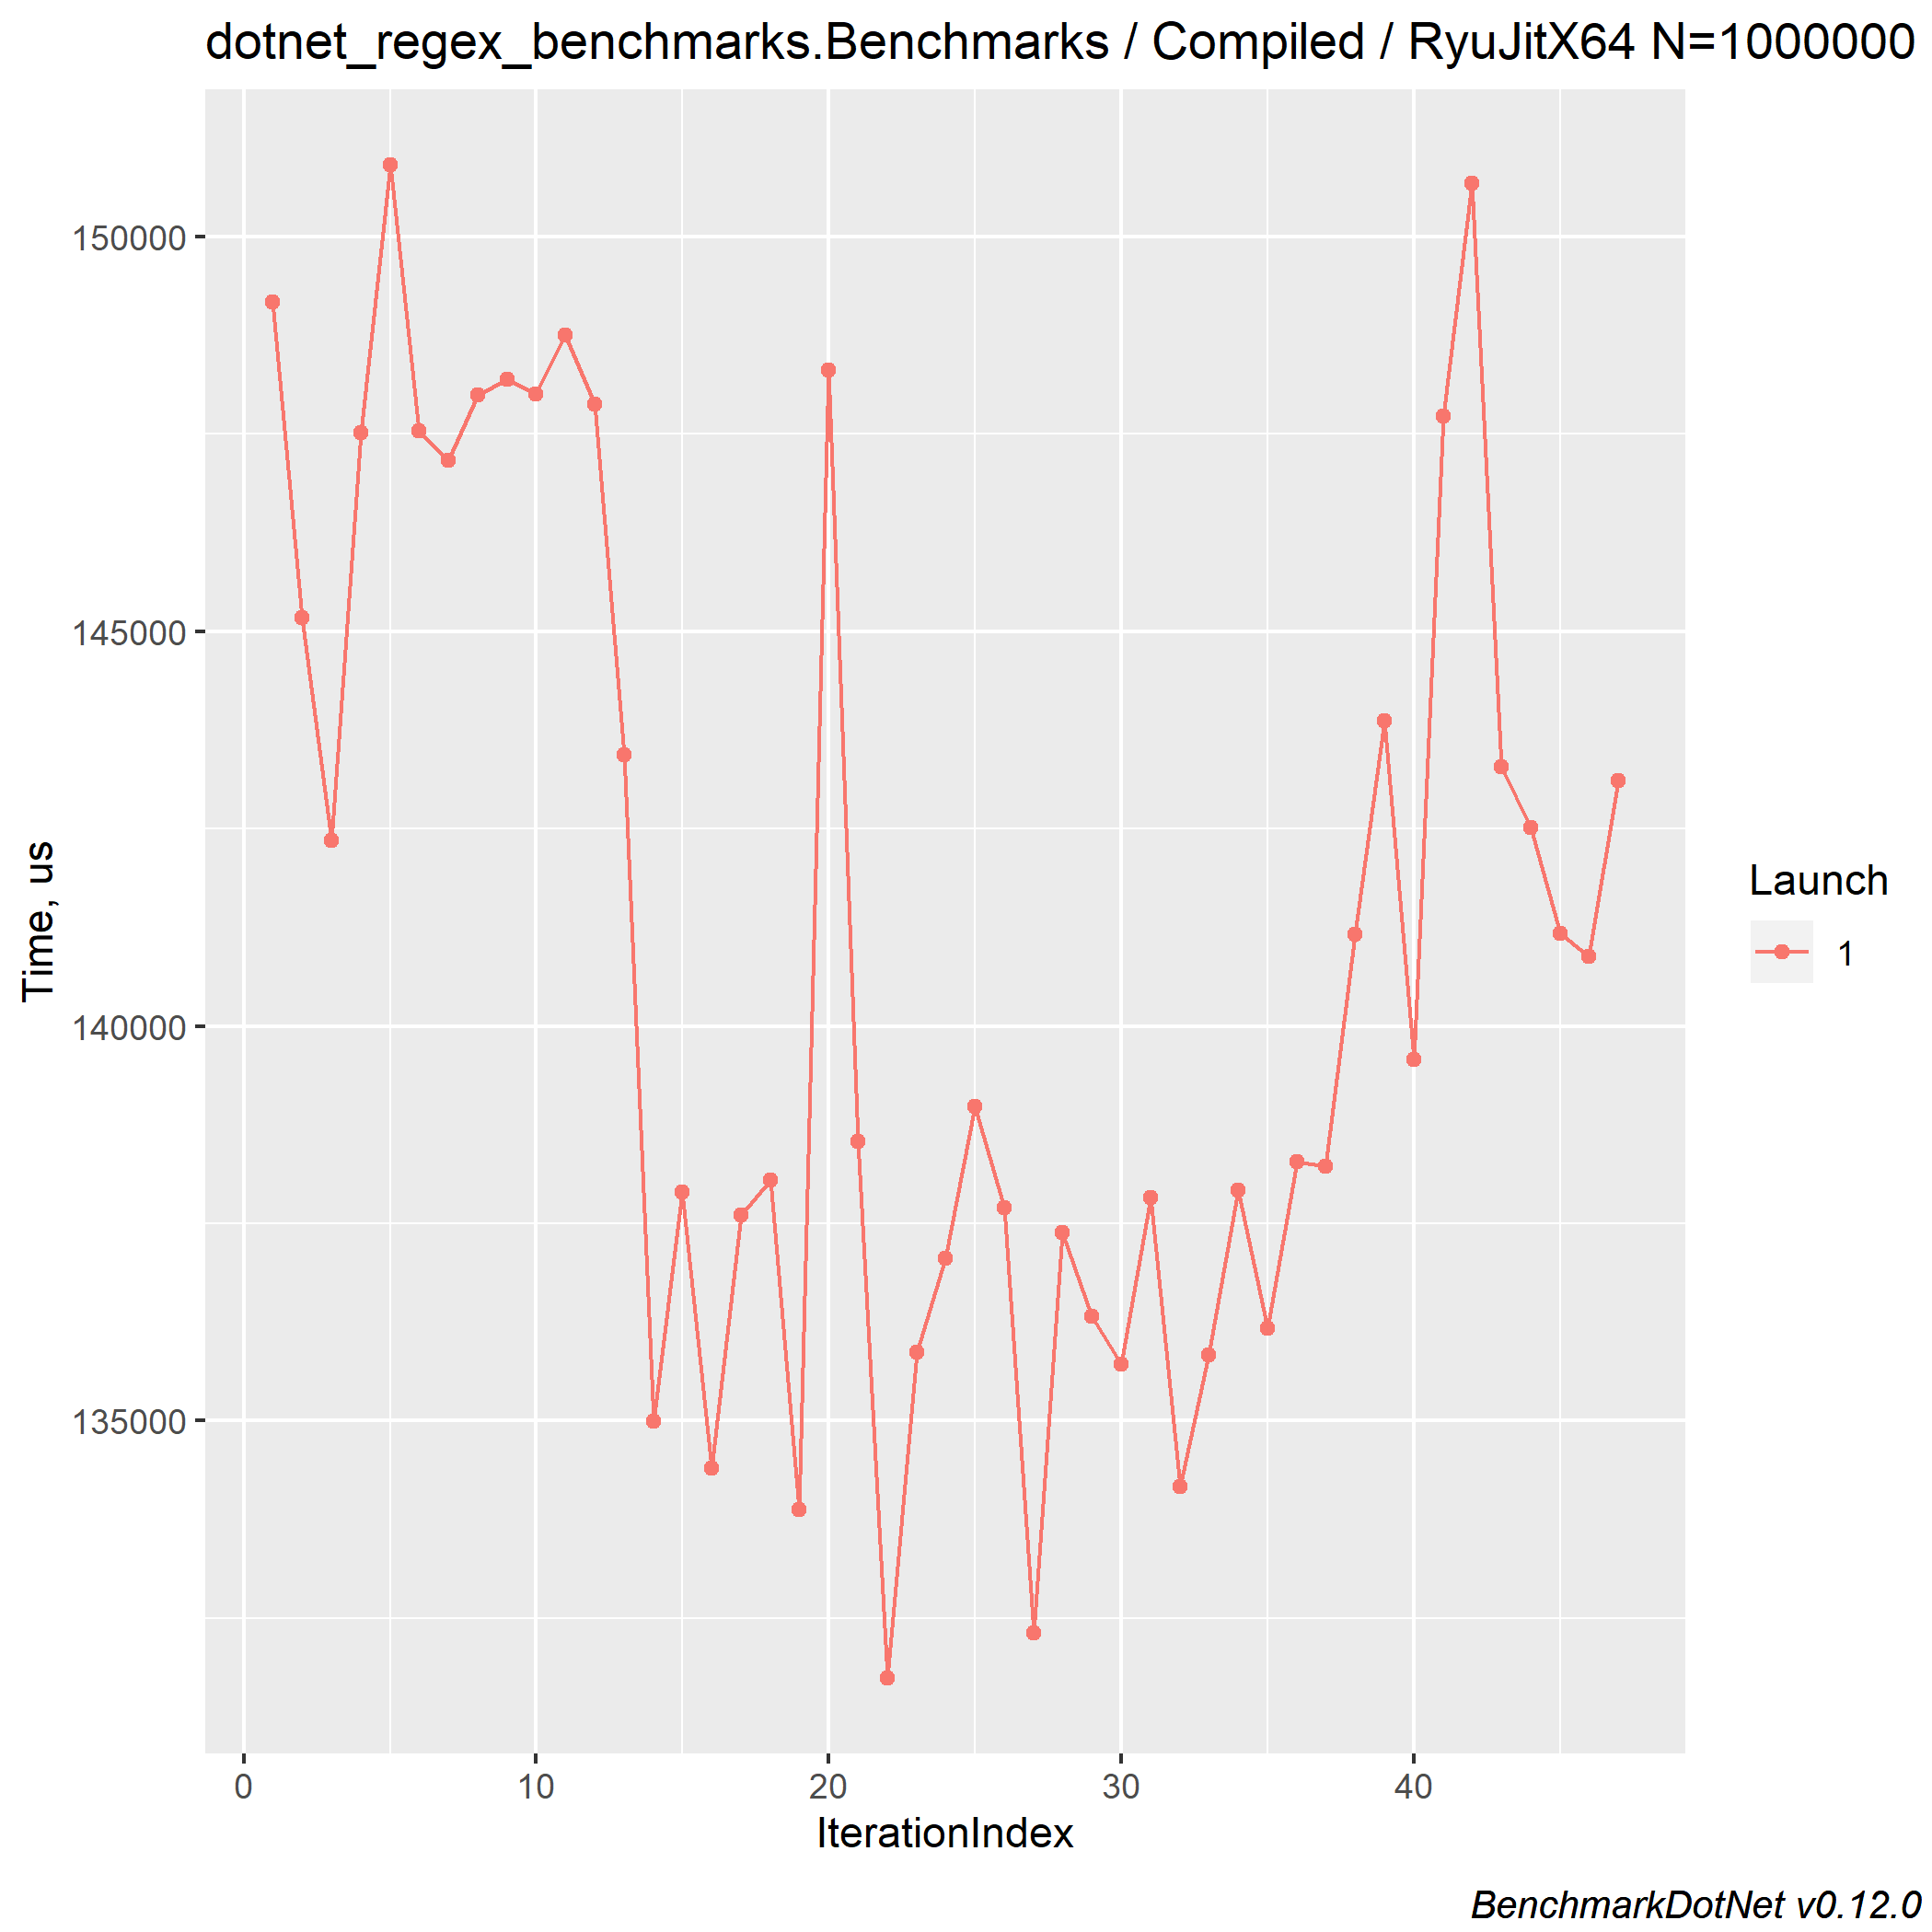 dotnet_regex_benchmarks.Benchmarks / Compiled / RyuJitX64 N=1000000
150000
145000
140000
135000
Time, us
0 10 20 30 40
IterationIndex
Launch
1
BenchmarkDotNet v0.12.0